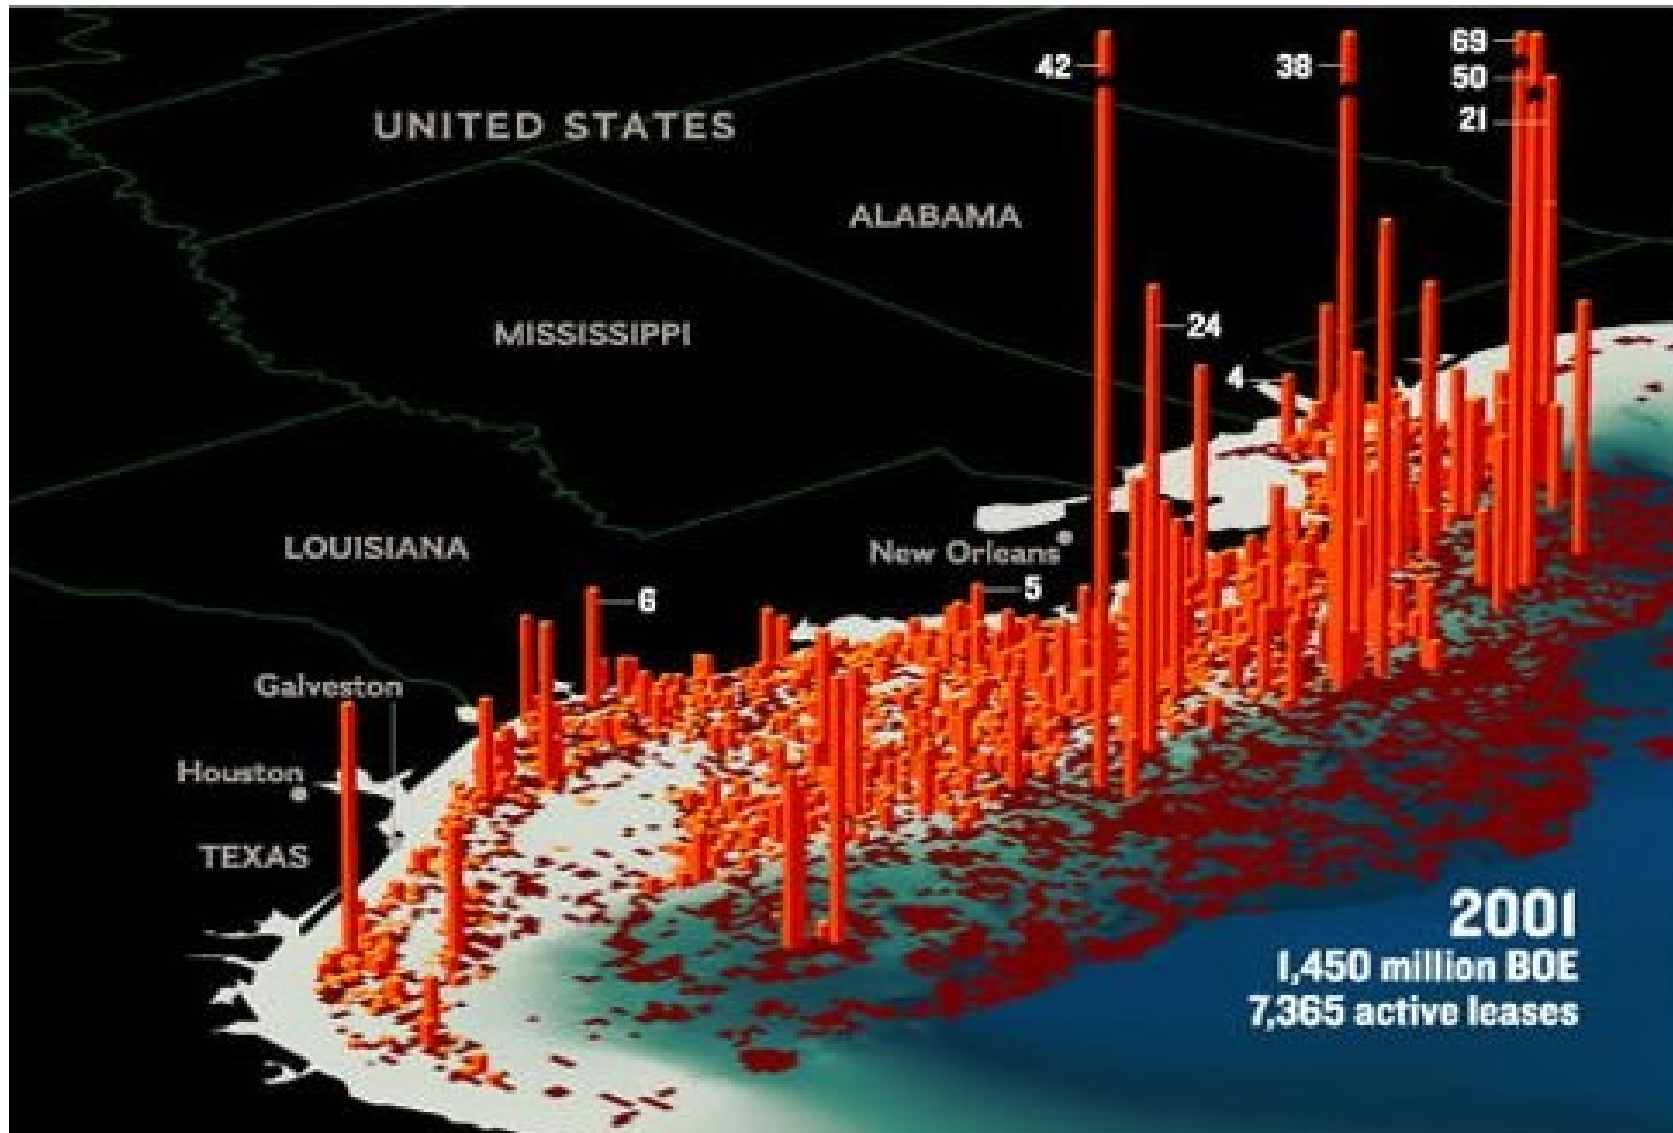 69
42
38
50
21
UNITED STATES
ALABAMA
24
MISSISSIPPI
4
LOUISIANA
New Orleans
6
5
Galveston
Houston
TEXAS
2001
1,450 million BOE
7,365 active leases